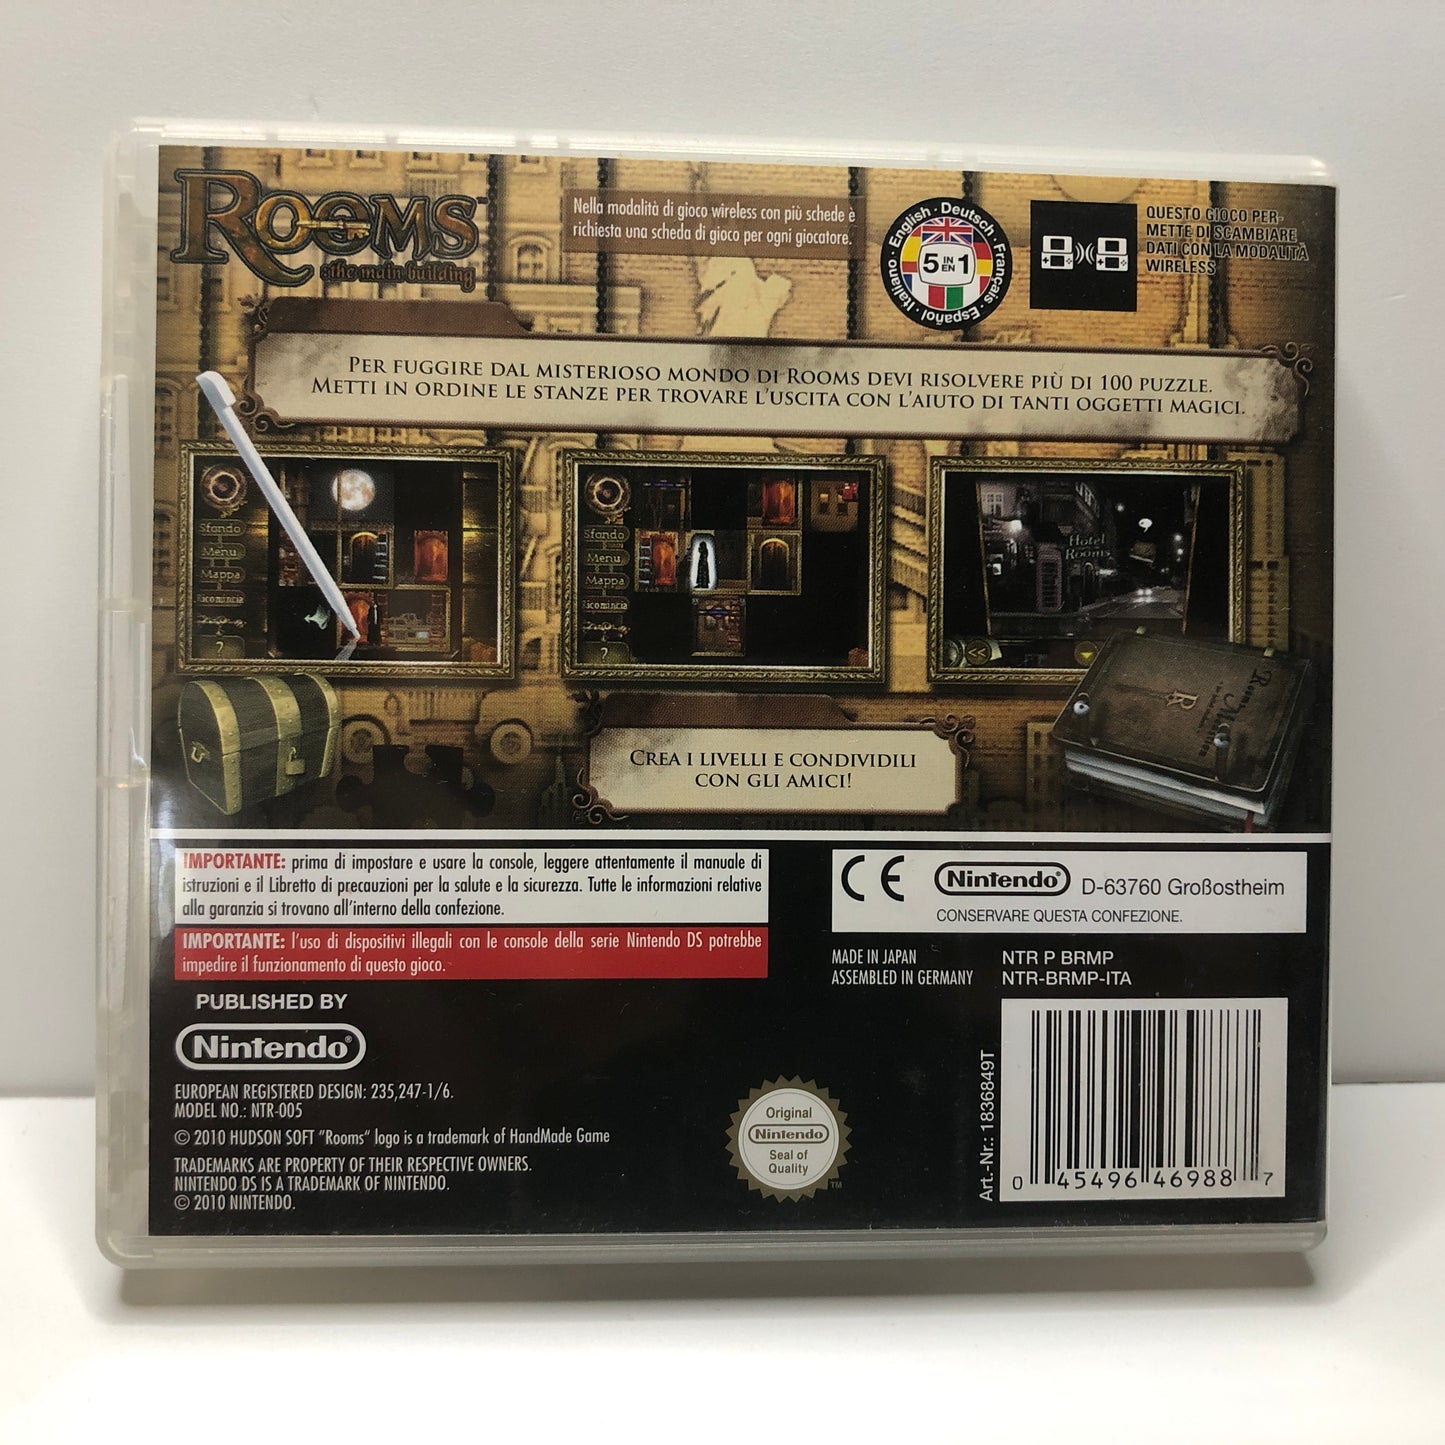 ROOMS™
:the main building
Nella modalità di gioco wireless con più schede è
richiesta una scheda di gioco per ogni giocatore.
English · Deutsch · Français · Español · Italiano ·
5 IN EN 1
QUESTO GIOCO PER-
METTE DI SCAMBIARE
DATI CON LA MODALITÀ
WIRELESS
PER FUGGIRE DAL MISTERIOSO MONDO DI ROOMS DEVI RISOLVERE PIÙ DI 100 PUZZLE.
METTI IN ORDINE LE STANZE PER TROVARE L'USCITA CON L'AIUTO DI TANTI OGGETTI MAGICI.
Sfondo
Menu
Mappa
Ricomincia
?
Sfondo
Menu
Mappa
Ricomincia
?
Hotel
Rooms
CREA I LIVELLI E CONDIVIDILI
CON GLI AMICI!
IMPORTANTE: prima di impostare e usare la console, leggere attentamente il manuale di
istruzioni e il Libretto di precauzioni per la salute e la sicurezza. Tutte le informazioni relative
alla garanzia si trovano all'interno della confezione.
IMPORTANTE: l'uso di dispositivi illegali con le console della serie Nintendo DS potrebbe
impedire il funzionamento di questo gioco.
CE Nintendo® D-63760 Großostheim
CONSERVARE QUESTA CONFEZIONE.
MADE IN JAPAN
ASSEMBLED IN GERMANY
NTR P BRMP
NTR-BRMP-ITA
PUBLISHED BY
Nintendo®
EUROPEAN REGISTERED DESIGN: 235,247-1/6.
MODEL NO.: NTR-005
© 2010 HUDSON SOFT "Rooms" logo is a trademark of HandMade Game
TRADEMARKS ARE PROPERTY OF THEIR RESPECTIVE OWNERS.
NINTENDO DS IS A TRADEMARK OF NINTENDO.
© 2010 NINTENDO.
Original
Nintendo®
Seal of
Quality
TM
Art.-Nr.: 1836849T
0 45496 46988 7